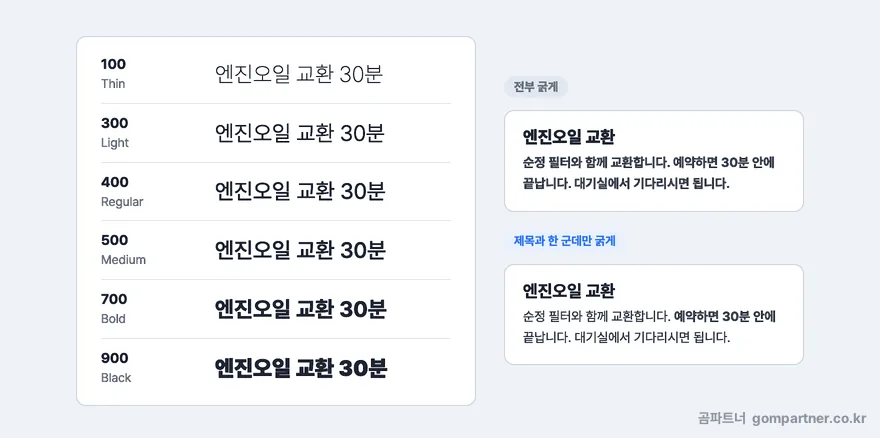 100
Thin
엔진오일 교환 30분
300
Light
엔진오일 교환 30분
400
Regular
엔진오일 교환 30분
500
Medium
엔진오일 교환 30분
700
Bold
엔진오일 교환 30분
900
Black
엔진오일 교환 30분
전부 굵게
엔진오일 교환
순정 필터와 함께 교환합니다. 예약하면 30분 안에
끝납니다. 대기실에서 기다리시면 됩니다.
제목과 한 군데만 굵게
엔진오일 교환
순정 필터와 함께 교환합니다. 예약하면 30분 안에
끝납니다. 대기실에서 기다리시면 됩니다.
곰파트너 gompartner.co.kr